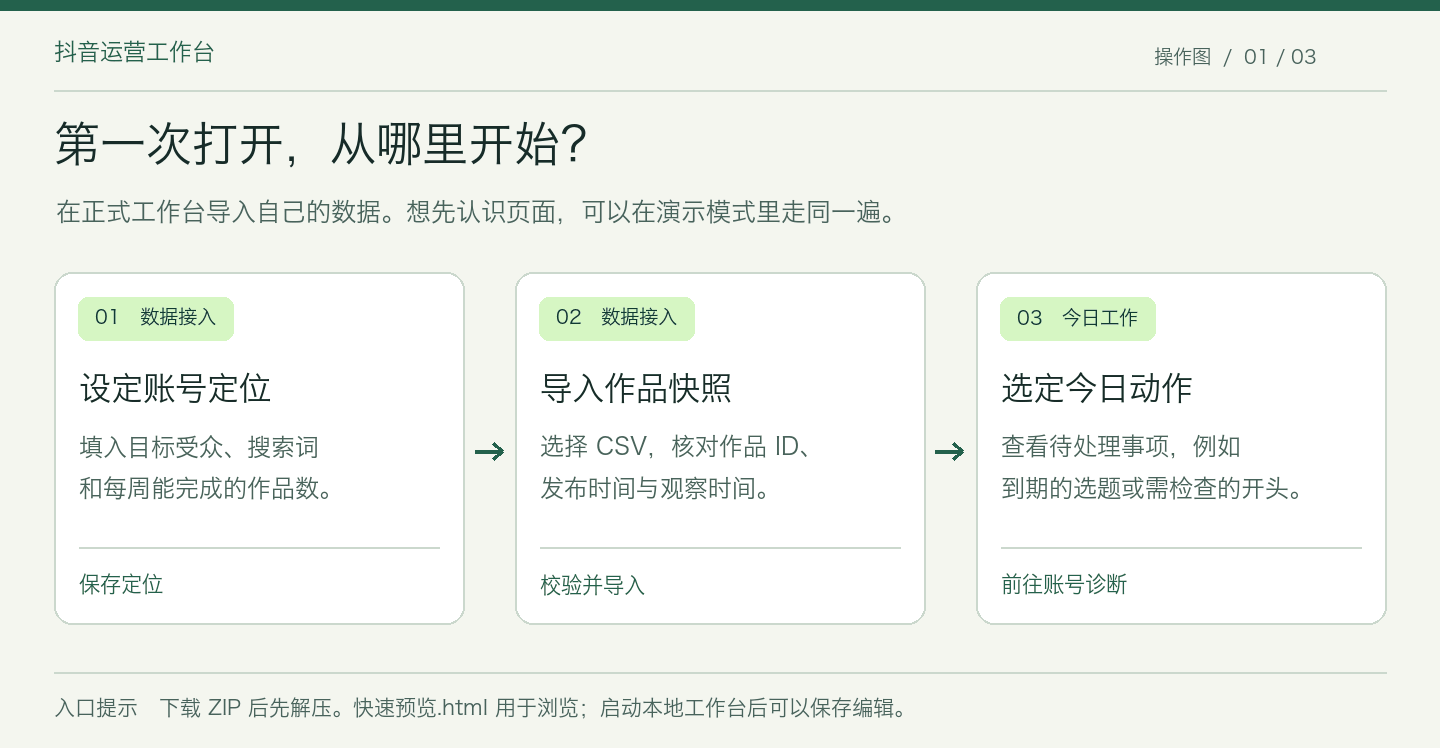 抖音运营工作台
操作图 / 01 / 03
第一次打开，从哪里开始？
在正式工作台导入自己的数据。想先认识页面，可以在演示模式里走同一遍。
01 数据接入
设定账号定位
填入目标受众、搜索词
和每周能完成的作品数。
保存定位
02 数据接入
导入作品快照
选择 CSV，核对作品 ID、
发布时间与观察时间。
校验并导入
03 今日工作
选定今日动作
查看待处理事项，例如
到期的选题或需检查的开头。
前往账号诊断
入口提示 下载 ZIP 后先解压。快速预览.html 用于浏览；启动本地工作台后可以保存编辑。